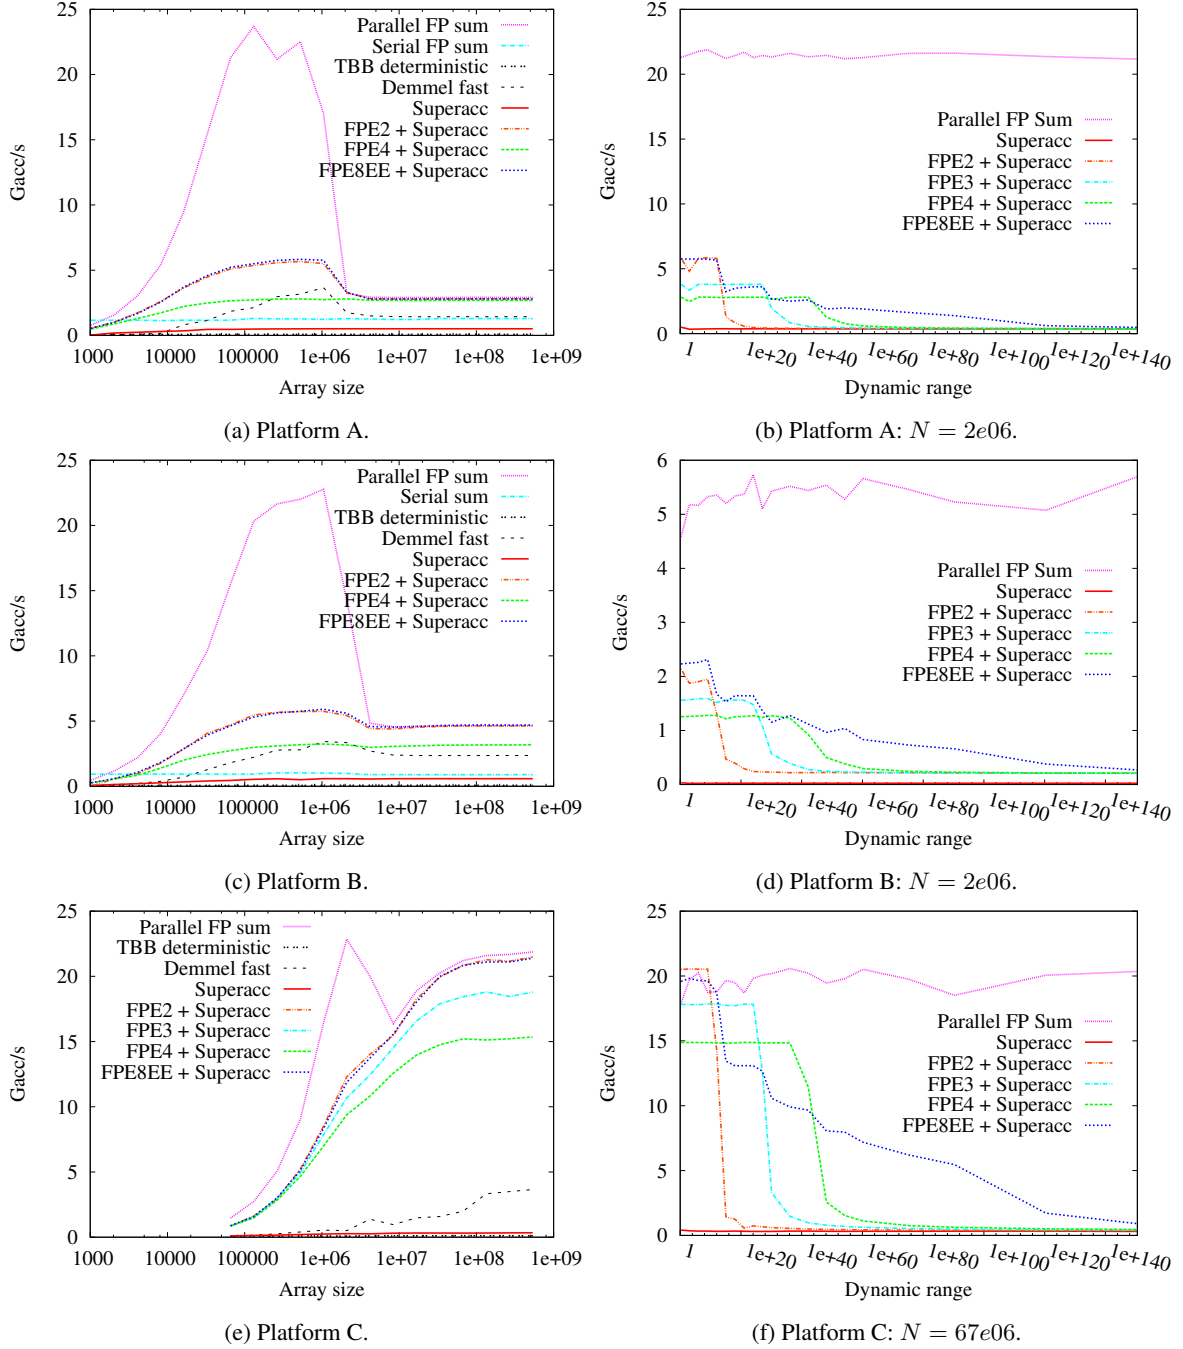 25
20
15
10
5
0
Gacc/s
Parallel FP sum
Serial FP sum
TBB deterministic
Demmel fast
Superacc
FPE2 + Superacc
FPE4 + Superacc
FPE8EE + Superacc
1000 10000 100000 1e+06 1e+07 1e+08 1e+09
Array size
(a) Platform A.
25
20
15
10
5
0
Gacc/s
Parallel FP Sum
Superacc
FPE2 + Superacc
FPE3 + Superacc
FPE4 + Superacc
FPE8EE + Superacc
1 1e+20 1e+40 1e+60 1e+80 1e+100 1e+120 1e+140
Dynamic range
(b) Platform A: N = 2e06.
25
20
15
10
5
0
Gacc/s
Parallel FP sum
Serial sum
TBB deterministic
Demmel fast
Superacc
FPE2 + Superacc
FPE4 + Superacc
FPE8EE + Superacc
1000 10000 100000 1e+06 1e+07 1e+08 1e+09
Array size
(c) Platform B.
6
5
4
3
2
1
0
Gacc/s
Parallel FP Sum
Superacc
FPE2 + Superacc
FPE3 + Superacc
FPE4 + Superacc
FPE8EE + Superacc
1 1e+20 1e+40 1e+60 1e+80 1e+100 1e+120 1e+140
Dynamic range
(d) Platform B: N = 2e06.
25
20
15
10
5
0
Gacc/s
Parallel FP sum
TBB deterministic
Demmel fast
Superacc
FPE2 + Superacc
FPE3 + Superacc
FPE4 + Superacc
FPE8EE + Superacc
1000 10000 100000 1e+06 1e+07 1e+08 1e+09
Array size
(e) Platform C.
25
20
15
10
5
0
Gacc/s
Parallel FP Sum
Superacc
FPE2 + Superacc
FPE3 + Superacc
FPE4 + Superacc
FPE8EE + Superacc
1 1e+20 1e+40 1e+60 1e+80 1e+100 1e+120 1e+140
Dynamic range
(f) Platform C: N = 67e06.